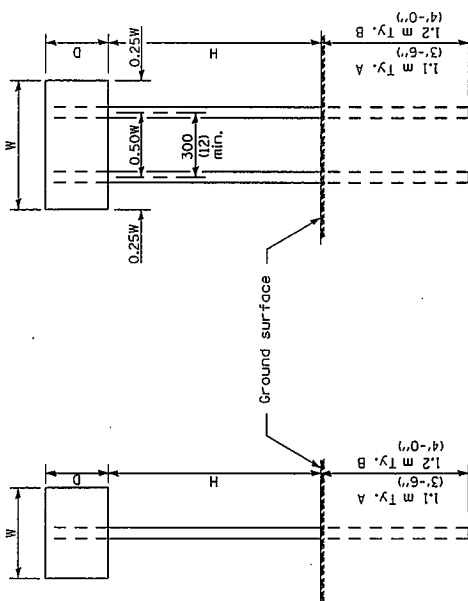 W
D
0.25W
H
0.50W
300
(12)
min.
0.25W
1.1 m Ty. A
(3'-6")
1.2 m Ty. B
(4'-0")
Ground surface
W
D
H
1.1 m Ty. A
(3'-6")
1.2 m Ty. B
(4'-0")